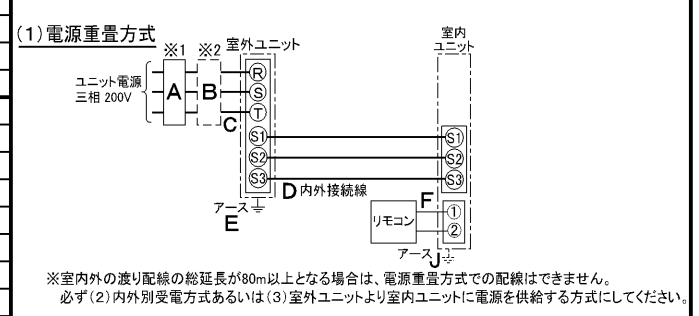 (1)電源重畳方式
※1 ※2 室外ユニット 室内
ユニット
ユニット電源
三相 200V
A B
R
S
T
C
S1 S1
S2 S2
S3 S3
D 内外接続線
アース
E
F
リモコン
①
②
アース J
※室内外の渡り配線の総延長が80m以上となる場合は、電源重畳方式での配線はできません。
必ず(2)内外別受電方式あるいは(3)室外ユニットより室内ユニットに電源を供給する方式にしてください。